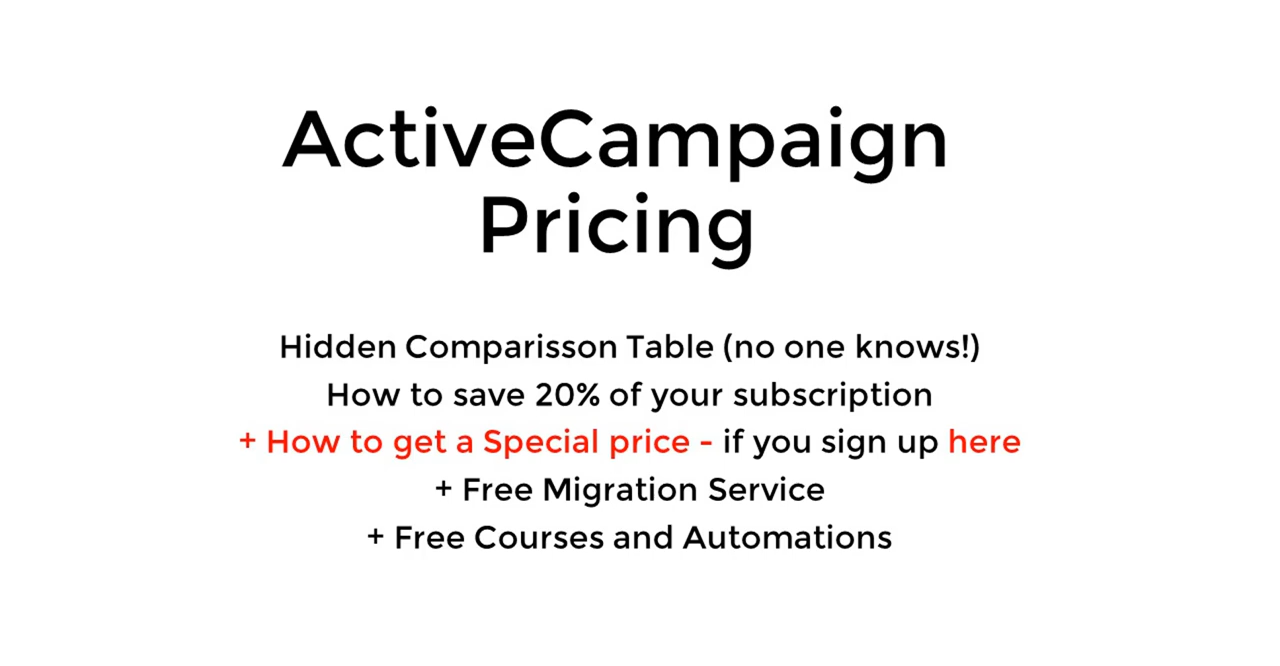 ActiveCampaign
Pricing
Hidden Comparisson Table (no one knows!)
How to save 20% of your subscription
+ How to get a Special price - if you sign up here
+ Free Migration Service
+ Free Courses and Automations